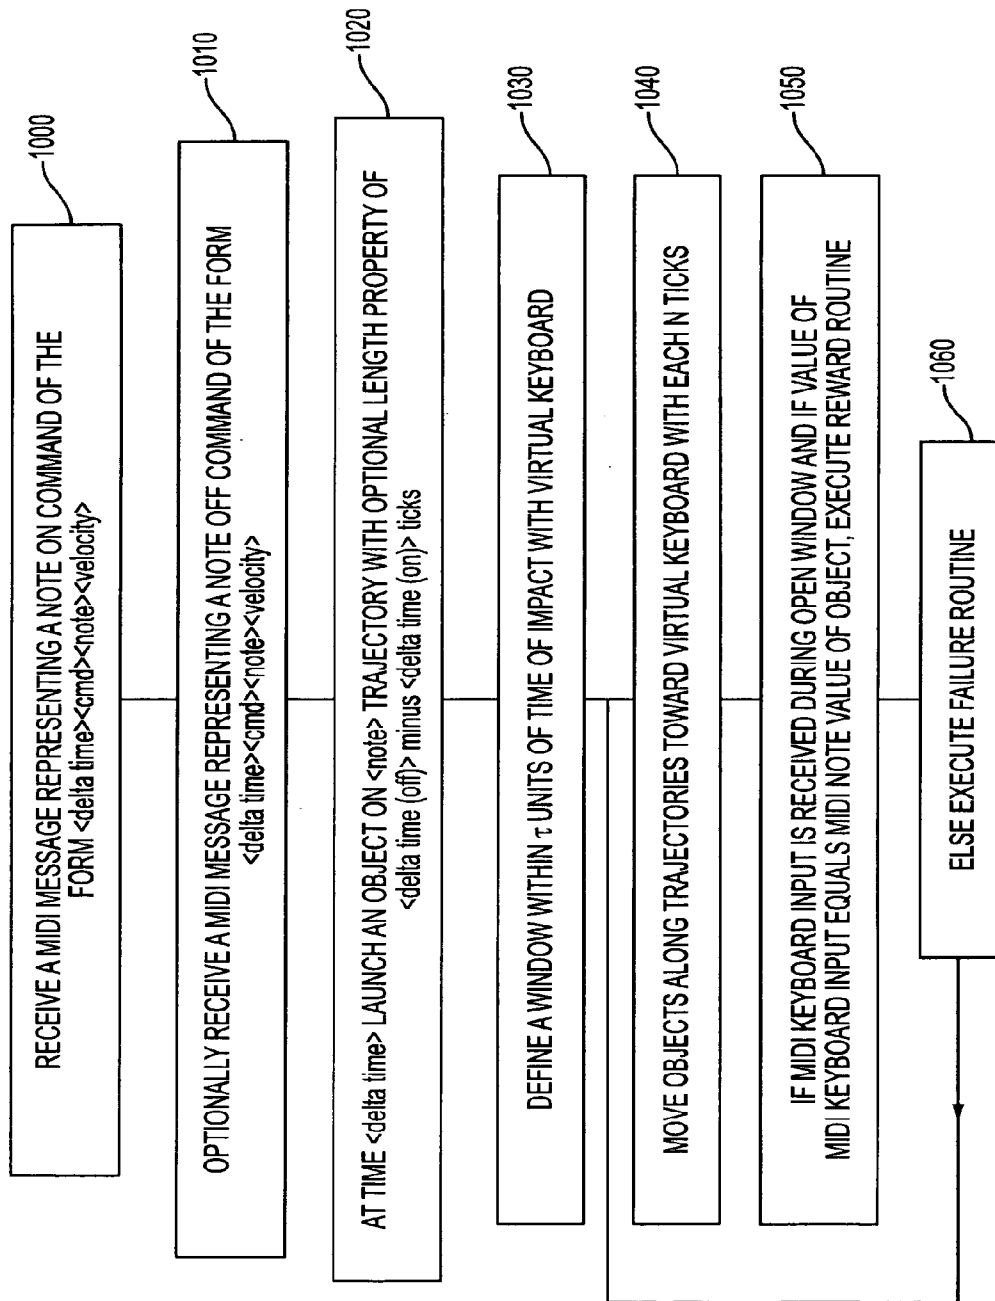 1000
RECEIVE A MIDI MESSAGE REPRESENTING A NOTE ON COMMAND OF THE
FORM <delta time><cmd><note><velocity>
1010
OPTIONALLY RECEIVE A MIDI MESSAGE REPRESENTING A NOTE OFF COMMAND OF THE FORM
<delta time><cmd><note><velocity>
1020
AT TIME <delta time> LAUNCH AN OBJECT ON <note> TRAJECTORY WITH OPTIONAL LENGTH PROPERTY OF
<delta time (off)> minus <delta time (on)> ticks
1030
DEFINE A WINDOW WITHIN τ UNITS OF TIME OF IMPACT WITH VIRTUAL KEYBOARD
1040
MOVE OBJECTS ALONG TRAJECTORIES TOWARD VIRTUAL KEYBOARD WITH EACH N TICKS
1050
IF MIDI KEYBOARD INPUT IS RECEIVED DURING OPEN WINDOW AND IF VALUE OF
MIDI KEYBOARD INPUT EQUALS MIDI NOTE VALUE OF OBJECT, EXECUTE REWARD ROUTINE
1060
ELSE EXECUTE FAILURE ROUTINE